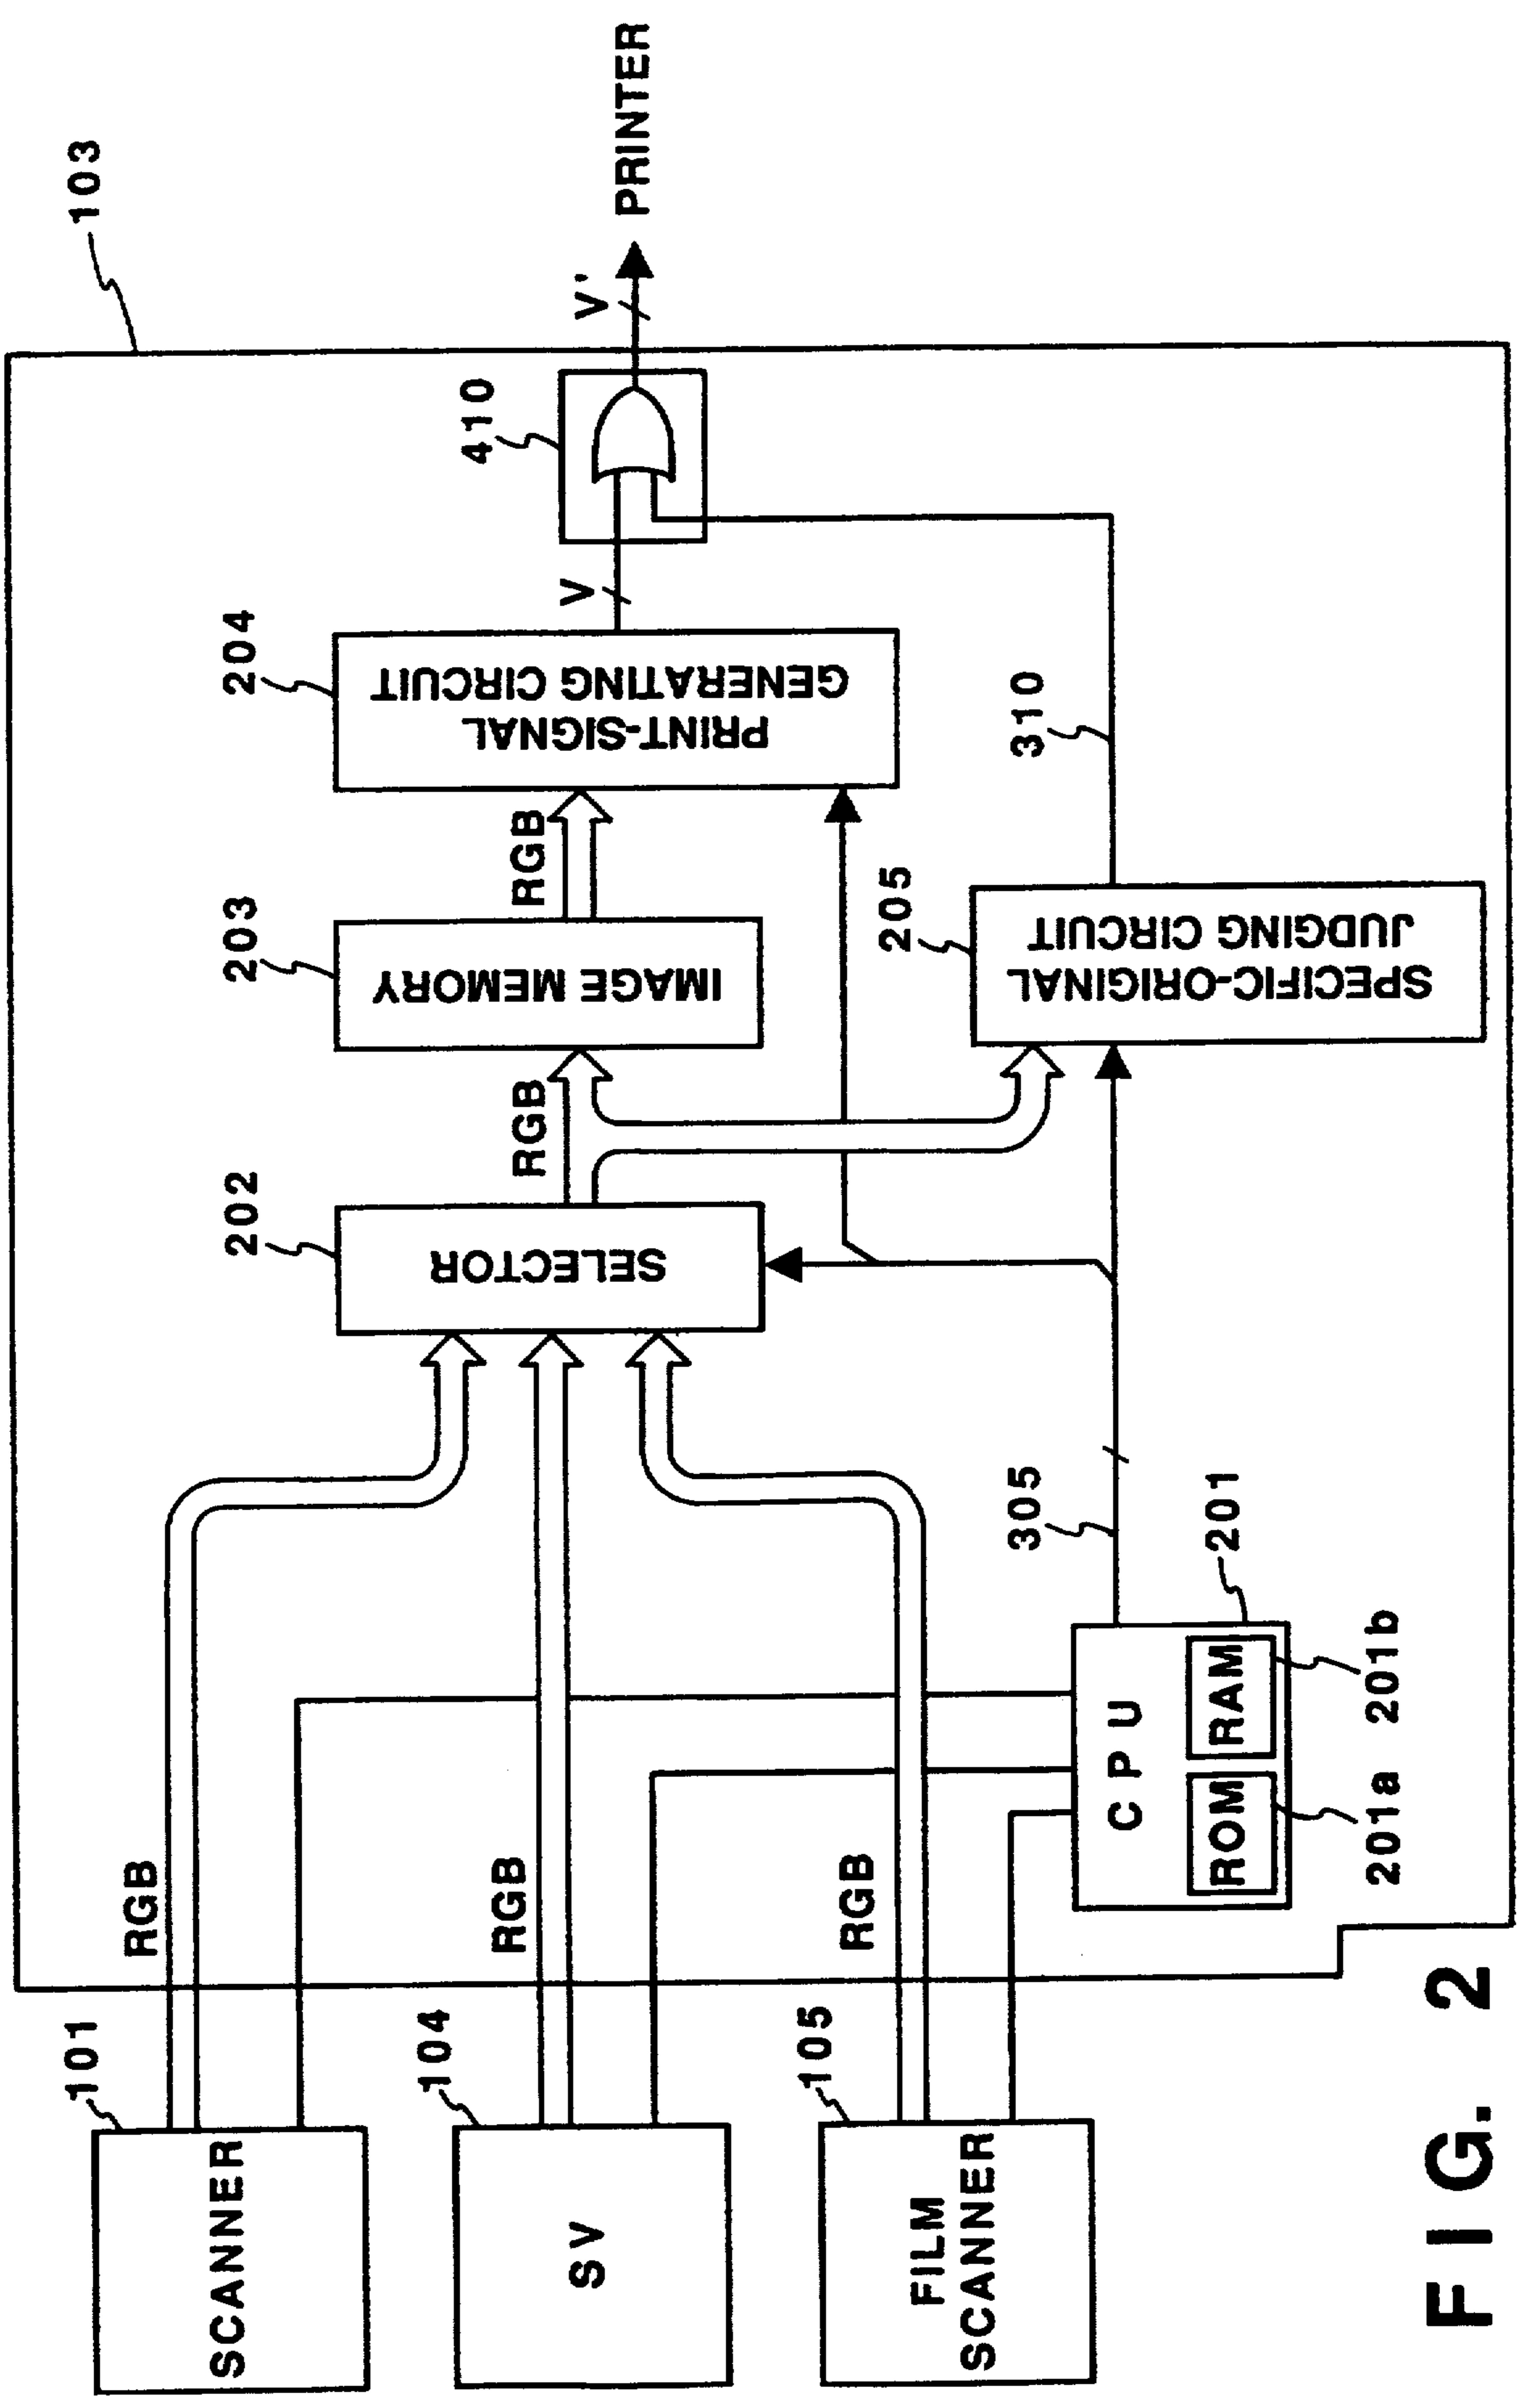 103
101
SCANNER
RGB
202
SELECTOR
RGB
203
IMAGE MEMORY
RGB
204
PRINT-SIGNAL
GENERATING CIRCUIT
V
410
V'
PRINTER
104
SV
RGB
105
FILM
SCANNER
RGB
305
205
SPECIFIC-ORIGINAL
JUDGING CIRCUIT
310
CPU
201
ROM
RAM
201a
201b
FIG. 2